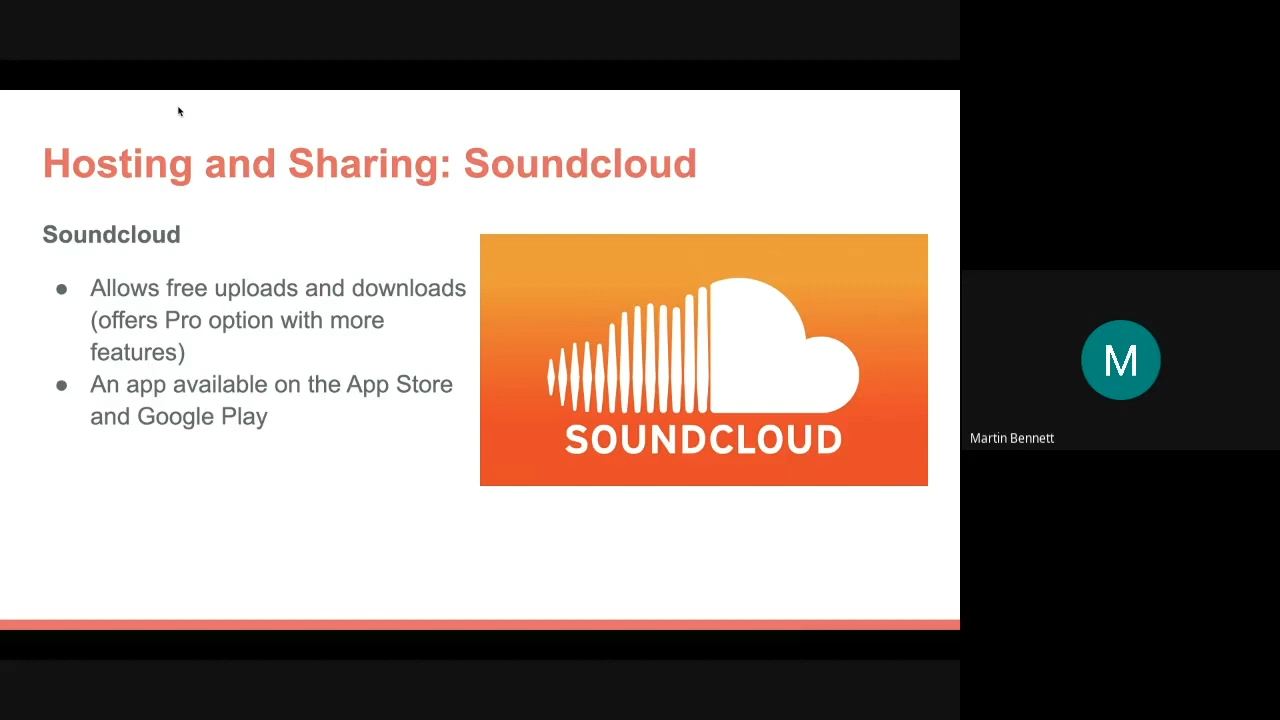 Hosting and Sharing: Soundcloud
Soundcloud
● Allows free uploads and downloads
(offers Pro option with more
features)
● An app available on the App Store
and Google Play
SOUNDCLOUD
M
Martin Bennett